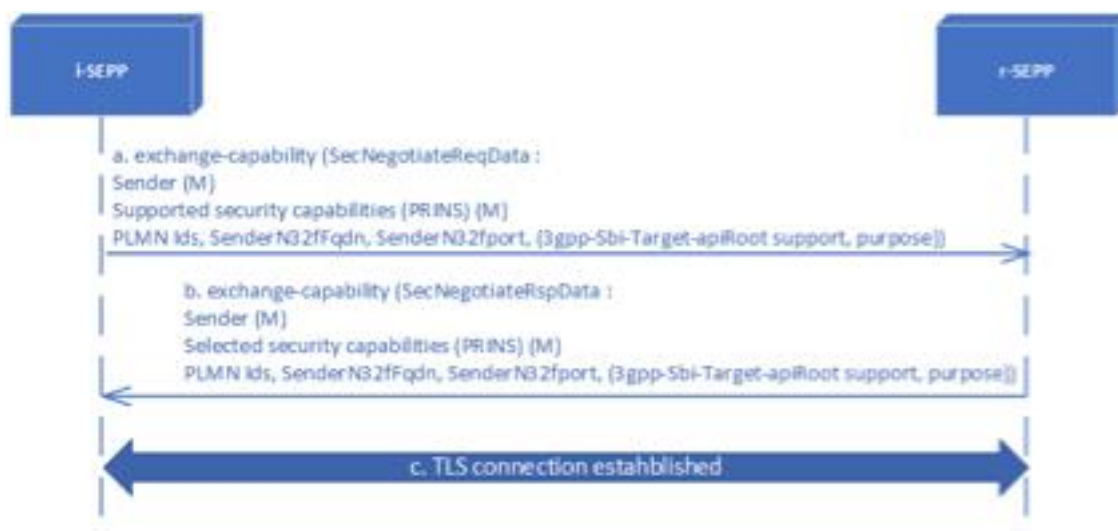 i-SEPP
r-SEPP
a. exchange-capability (SecNegotiateReqData :
Sender (M)
Supported security capabilities (PRINS) (M)
PLMN Ids, SenderN32fFqdn, SenderN32fport, (3gpp-Sbi-Target-apiRoot support, purpose))
b. exchange-capability (SecNegotiateRspData :
Sender (M)
Selected security capabilities (PRINS) (M)
PLMN Ids, SenderN32fFqdn, SenderN32fport, (3gpp-Sbi-Target-apiRoot support, purpose))
c. TLS connection estahblished